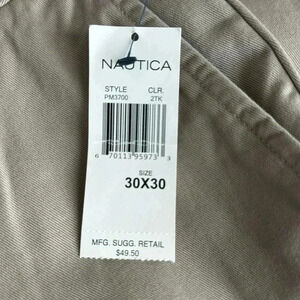 NAUTICA
STYLE CLR.
PM3700 2TK
6 70113 95973 3
SIZE
30X30
MFG. SUGG. RETAIL
$49.50